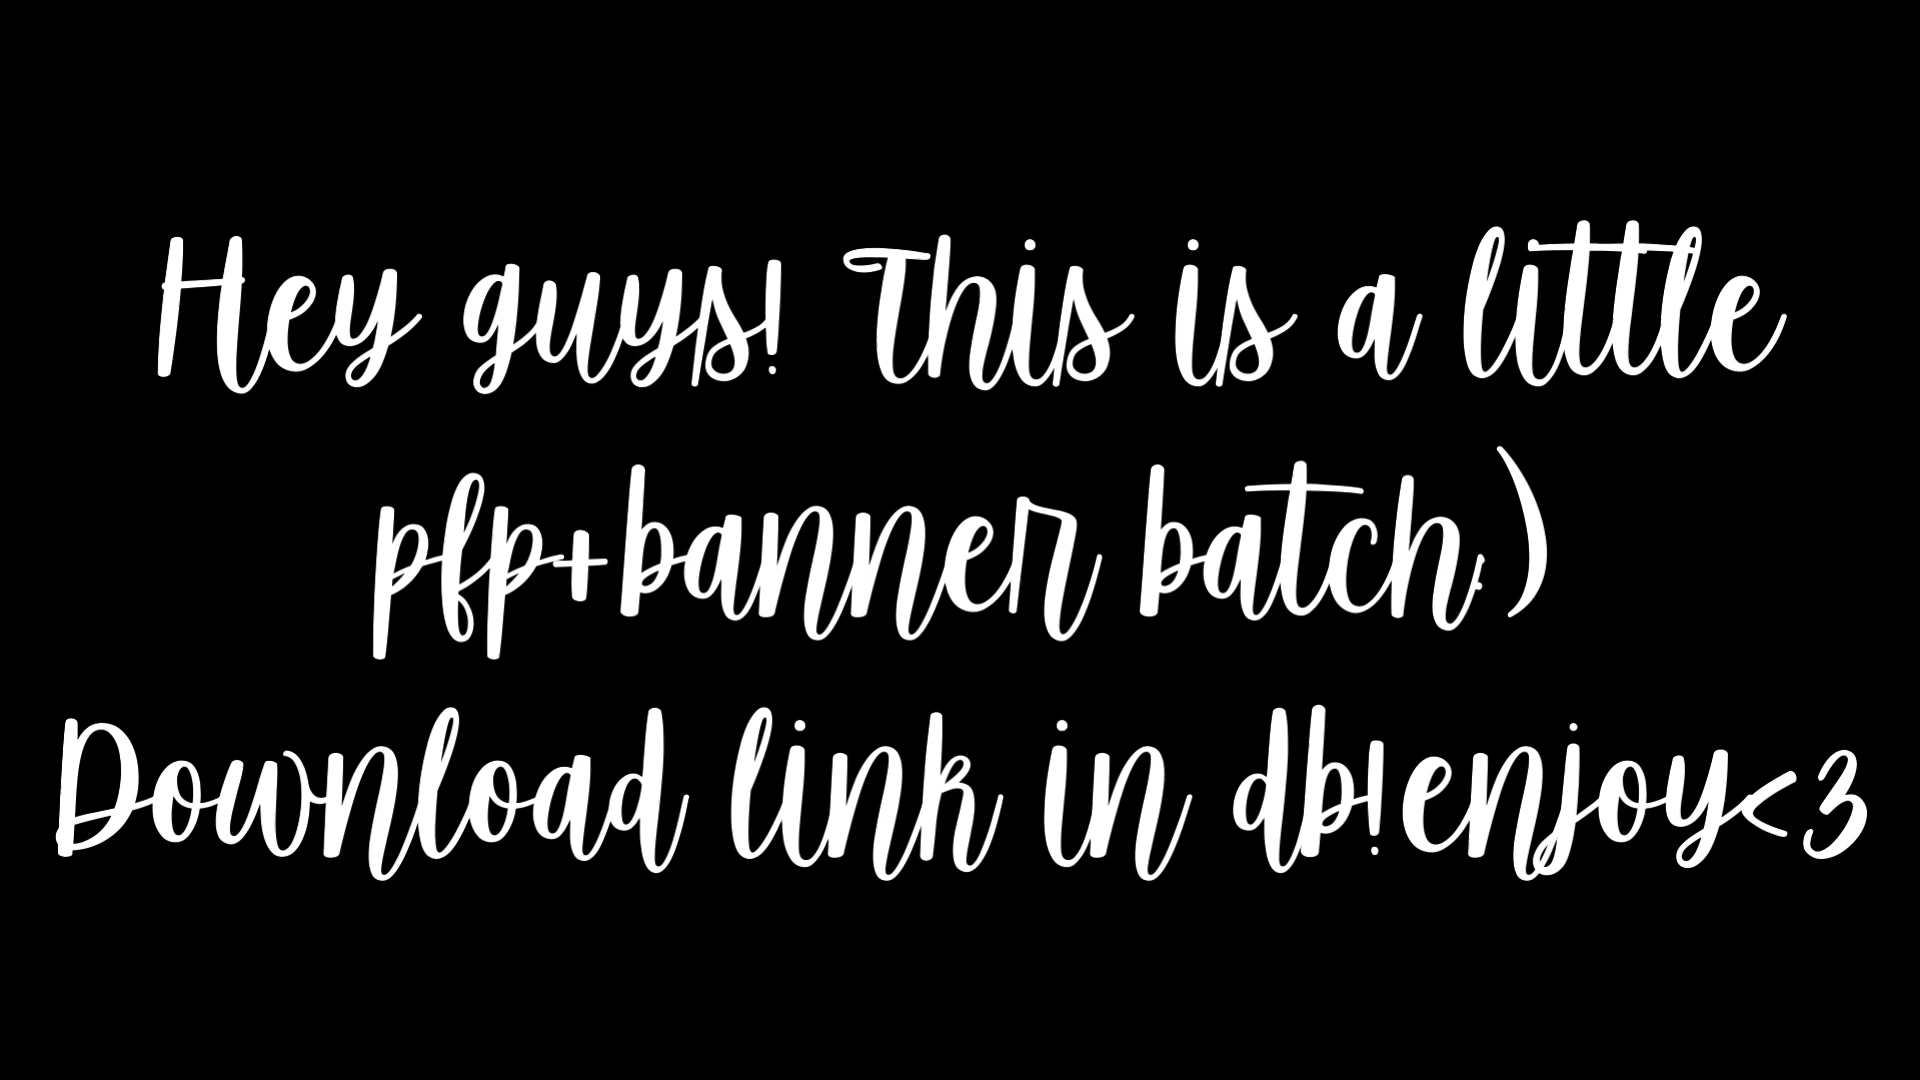 Hey guys! This is a little
pfp+banner batch:)
Download link in db!enjoy<3